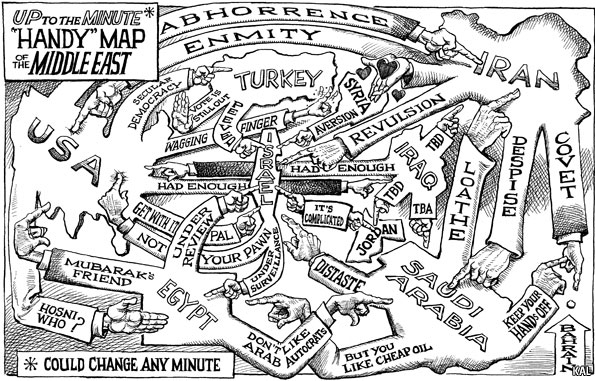 UP TO THE MINUTE*
"HANDY" MAP
OF THE MIDDLE EAST
ABHORRENCE
ENMITY
IRAN
USA
SECULAR
DEMOCRACY
VOTE IS
STILL OUT
TURKEY
WAGGING
FINGER
SYRIA
AVERSION
REVULSION
ISRAEL
HAD ENOUGH
HAD ENOUGH
TBD
IRAQ
TBD
TBA
LOATHE
DESPISE
COVET
GET WITH IT
NOT
UNDER
REVIEW
PAL
YOUR PAWN
UNDER
SURVEILLANCE
IT'S
COMPLICATED
JORDAN
DISTASTE
SAUDI
ARABIA
KEEP YOUR
HANDS OFF
BAHRAIN
MUBARAK'S
FRIEND
HOSNI
WHO?
EGYPT
DON'T LIKE
ARAB AUTOCRATS
BUT YOU
LIKE CHEAP OIL
* COULD CHANGE ANY MINUTE
KAL